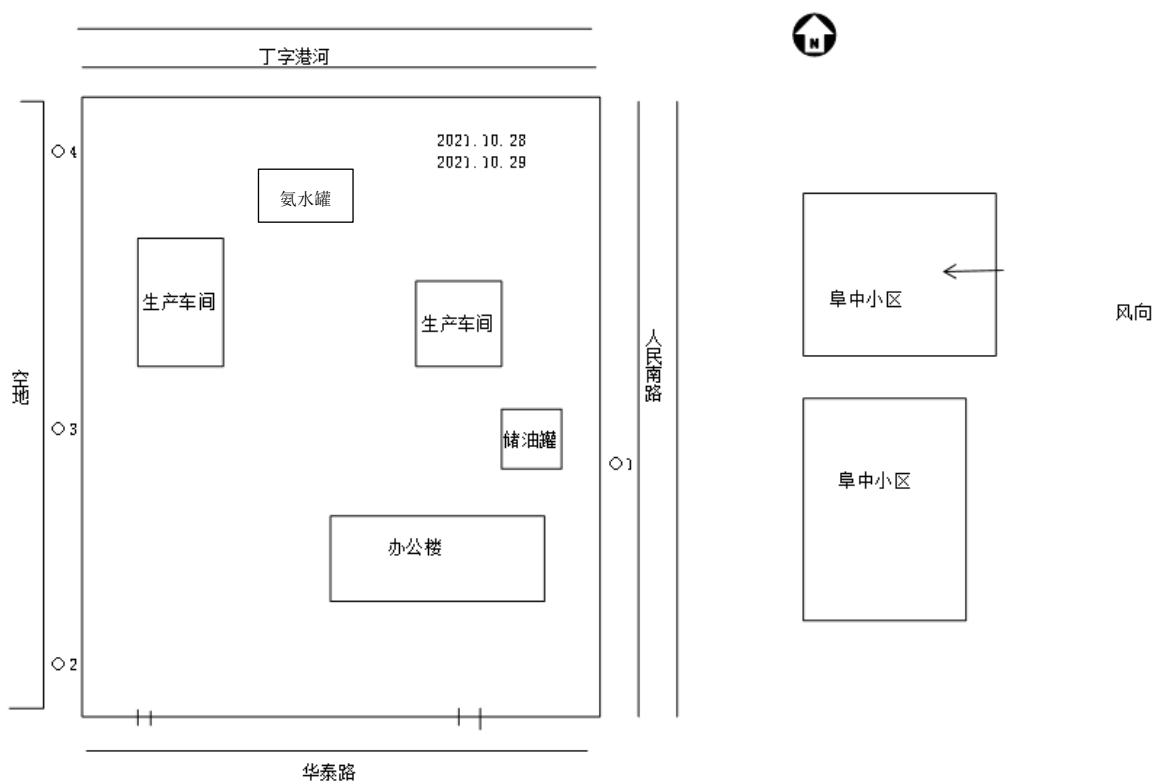 丁字港河
N
2021.10.28
2021.10.29
4
氨水罐
生产车间
生产车间
阜中小区
风向
人民南路
空地
3
储油罐
1
阜中小区
办公楼
2
华泰路